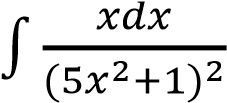 ∫ xdx / (5x²+1)²